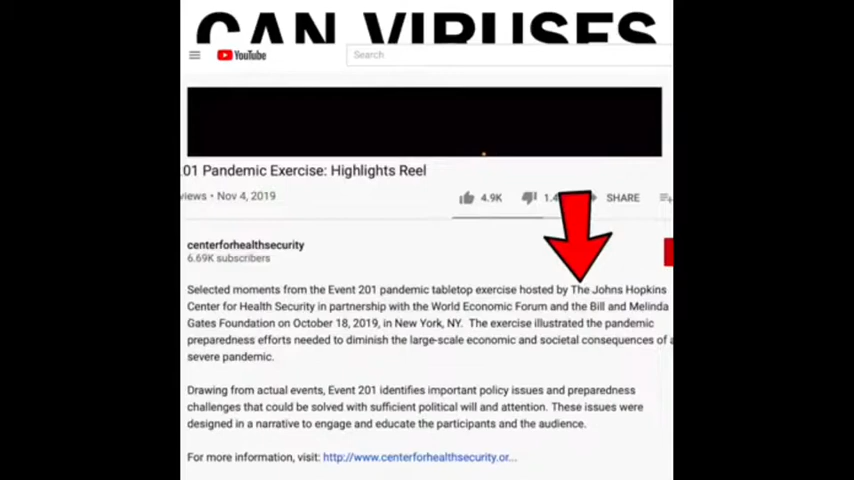 CAN VIRUSES
YouTube
Search
01 Pandemic Exercise: Highlights Reel
views • Nov 4, 2019
4.9K
SHARE
centerforhealthsecurity
6.69K subscribers
Selected moments from the Event 201 pandemic tabletop exercise hosted by The Johns Hopkins
Center for Health Security in partnership with the World Economic Forum and the Bill and Melinda
Gates Foundation on October 18, 2019, in New York, NY. The exercise illustrated the pandemic
preparedness efforts needed to diminish the large-scale economic and societal consequences of a
severe pandemic.
Drawing from actual events, Event 201 identifies important policy issues and preparedness
challenges that could be solved with sufficient political will and attention. These issues were
designed in a narrative to engage and educate the participants and the audience.
For more information, visit: http://www.centerforhealthsecurity.or...